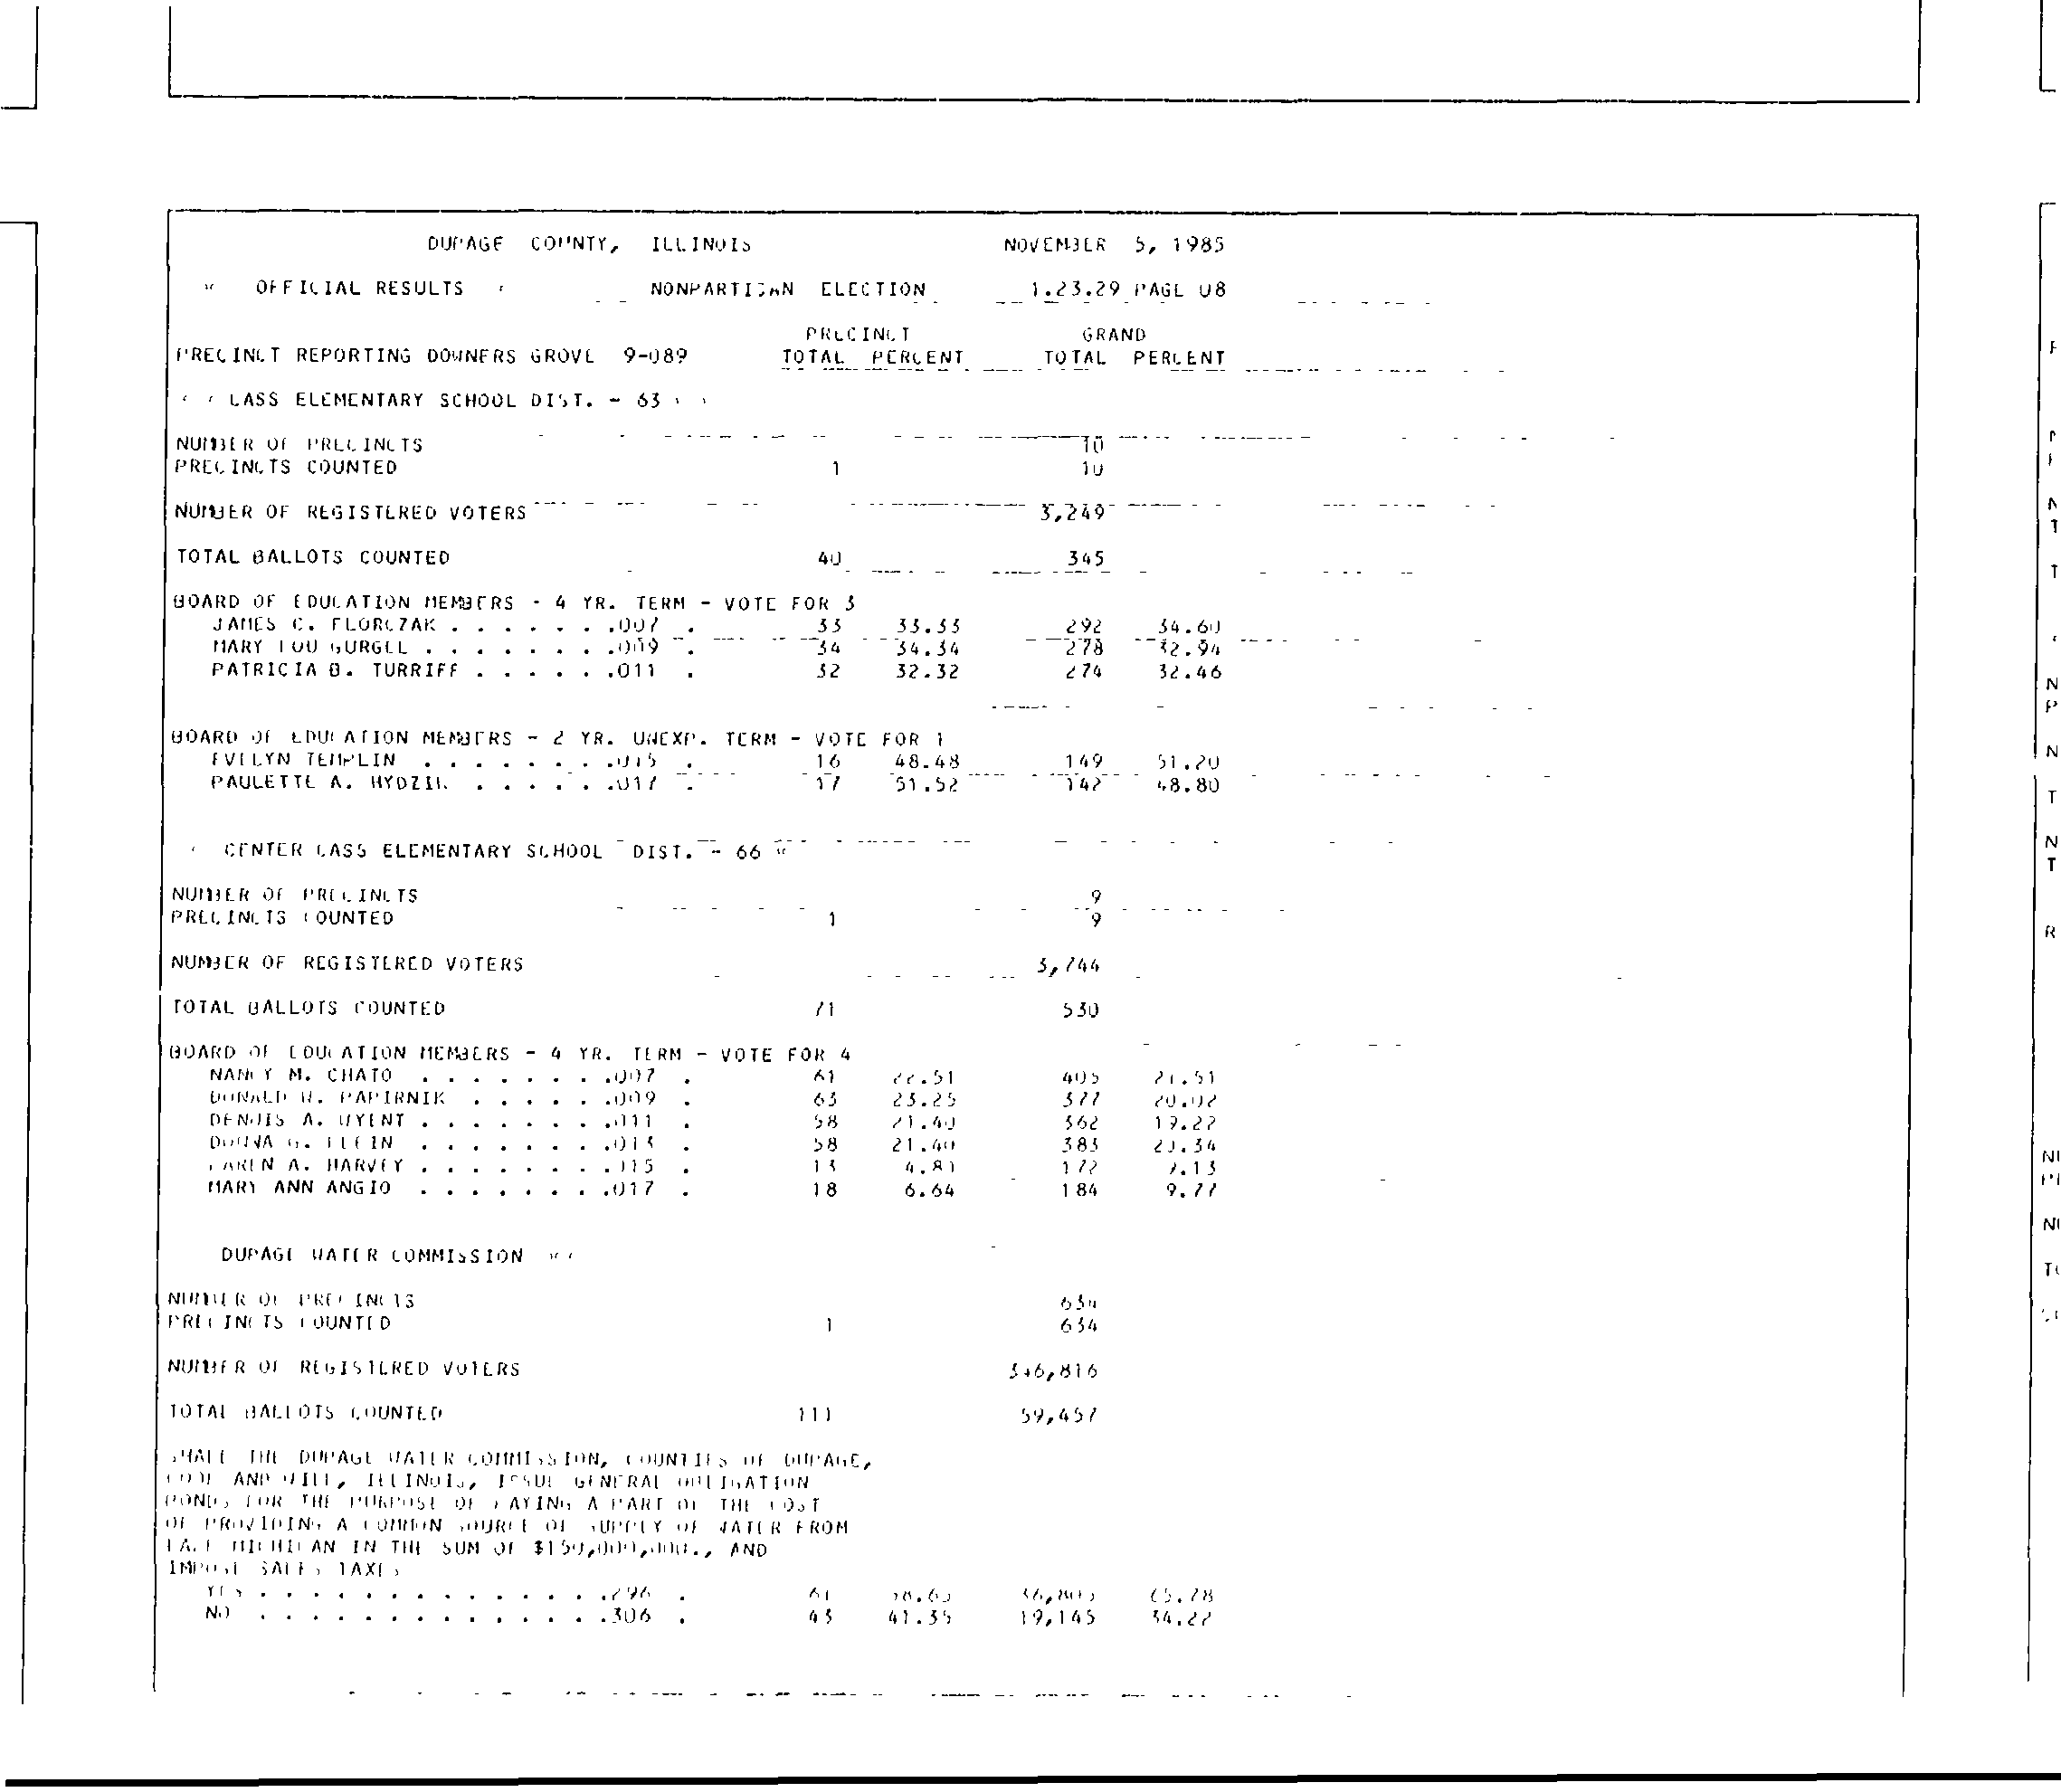 DUPAGE COUNTY, ILLINOIS NOVEMBER 5, 1985
OFFICIAL RESULTS NONPARTISAN ELECTION 1.23.29 PAGE 08
PRECINCT GRAND
PRECINCT REPORTING DOWNERS GROVE 9-089 TOTAL PERCENT TOTAL PERCENT
CASS ELEMENTARY SCHOOL DIST. - 63
NUMBER OF PRECINCTS 10
PRECINCTS COUNTED 1 10
NUMBER OF REGISTERED VOTERS 3,249
TOTAL BALLOTS COUNTED 40 345
BOARD OF EDUCATION MEMBERS - 4 YR. TERM - VOTE FOR 3
JAMES C. FLORCZAK . . . . . . .007 . 33 33.33 292 34.60
MARY LOU GURGEL . . . . . . . .009 . 34 34.34 278 32.94
PATRICIA B. TURRIFF . . . . . .011 . 32 32.32 274 32.46
BOARD OF EDUCATION MEMBERS - 2 YR. UNEXP. TERM - VOTE FOR 1
EVELYN TEMPLIN . . . . . . . .015 . 16 48.48 149 51.20
PAULETTE A. . . . . . .017 . 17 51.52 142 48.80
CENTER CASS ELEMENTARY SCHOOL DIST. - 66
NUMBER OF PRECINCTS 9
PRECINCTS COUNTED 1 9
NUMBER OF REGISTERED VOTERS 3,744
TOTAL BALLOTS COUNTED 71 530
BOARD OF EDUCATION MEMBERS - 4 YR. TERM - VOTE FOR 4
NANCY M. CHATO . . . . . . . .007 . 61 22.51 405 21.51
DONALD PAPIRNIK . . . . . .009 . 63 23.25 377 20.02
DENNIS A. . . . . . . . .011 . 58 21.40 362 19.22
DONNA . . . . . . . .013 . 58 21.40 383 20.34
KAREN A. HARVEY . . . . . . . .015 . 13 4.80 172 9.13
MARY ANN ANGIO . . . . . . . .017 . 18 6.64 184 9.77
DUPAGE WATER COMMISSION
NUMBER OF PRECINCTS 634
PRECINCTS COUNTED 1 634
NUMBER OF REGISTERED VOTERS 346,816
TOTAL BALLOTS COUNTED 111 59,457
SHALL THE DUPAGE WATER COMMISSION, COUNTIES OF DUPAGE,
COOK AND WILL, ILLINOIS, ISSUE GENERAL OBLIGATION
BONDS FOR THE PURPOSE OF PAYING A PART OF THE COST
OF PROVIDING A COMMON SOURCE OF SUPPLY OF WATER FROM
LAKE MICHIGAN IN THE SUM OF $150,000,000., AND
IMPOSE SALES TAXES
YES . . . . . . . . . . . . . .296 . 61 58.65 36,805 65.78
NO . . . . . . . . . . . . . .306 . 43 41.35 19,145 34.22